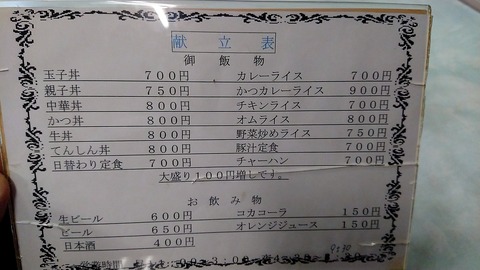 献立表
御飯物
玉子丼 700円 カレーライス 700円
親子丼 750円 かつカレーライス 900円
中華丼 800円 チキンライス 700円
かつ丼 800円 オムライス 800円
牛丼 800円 野菜炒めライス 750円
てんしん丼 800円 豚汁定食 700円
日替わり定食 700円 チャーハン 700円
大盛り100円増しです。
お飲み物
生ビール 600円 コカコーラ 150円
ビール 650円 オレンジジュース 150円
日本酒 400円
営業時間